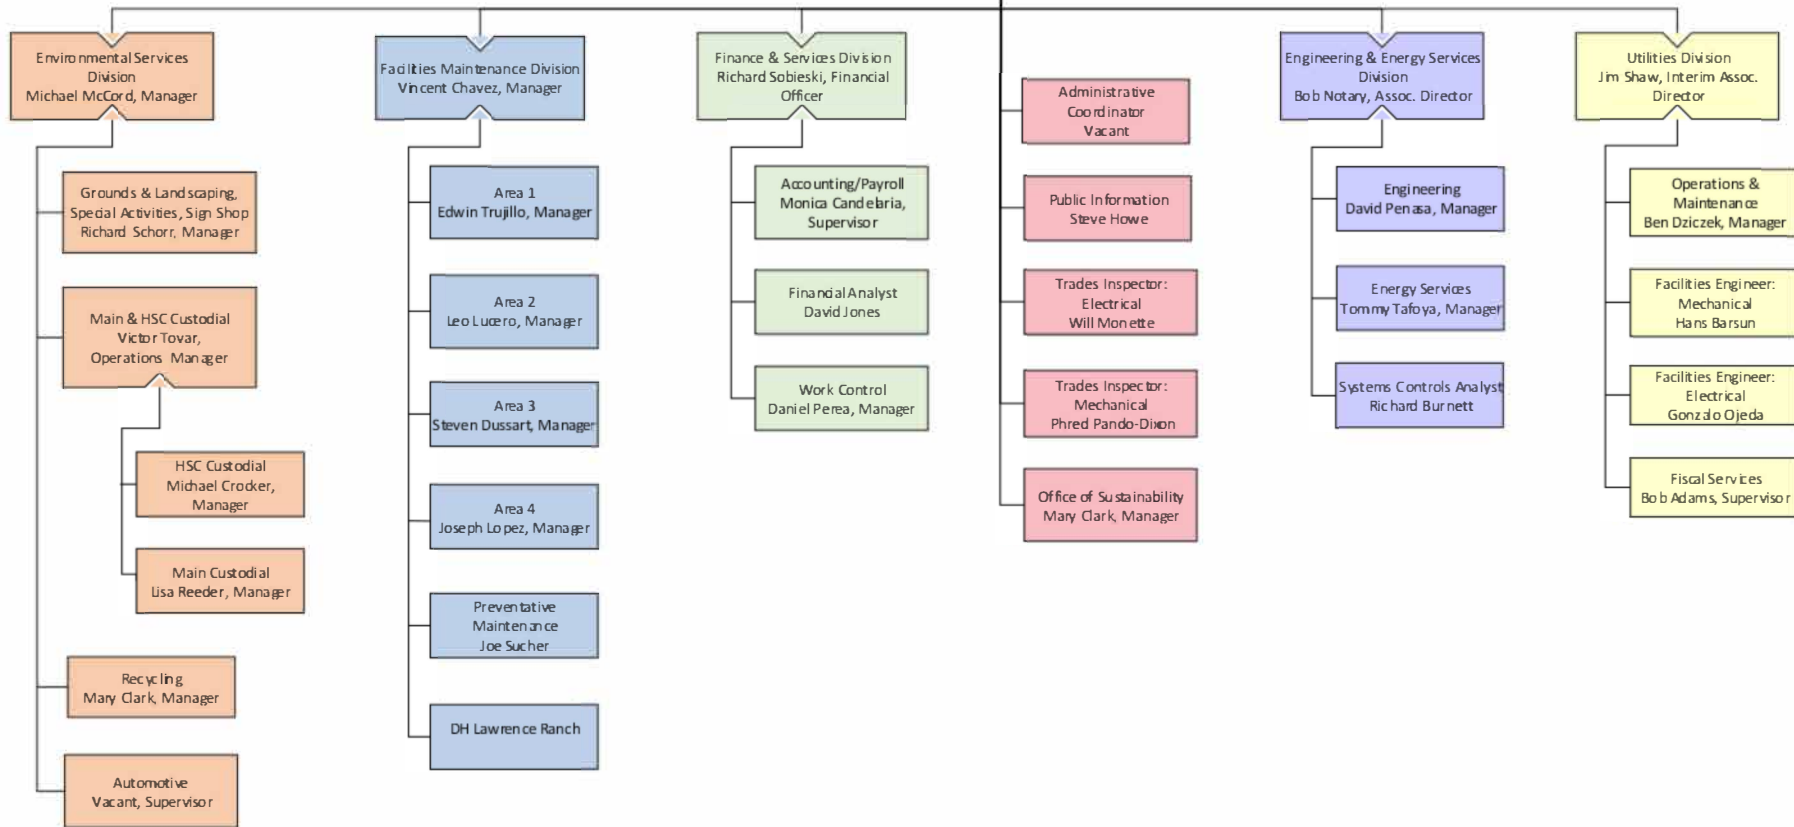 Environmental Services
Division
Michael McCord, Manager
Grounds & Landscaping,
Special Activities, Sign Shop
Richard Schorr, Manager
Main & HSC Custodial
Victor Tovar,
Operations Manager
HSC Custodial
Michael Crocker,
Manager
Main Custodial
Lisa Reeder, Manager
Recycling
Mary Clark, Manager
Automotive
Vacant, Supervisor
Facilities Maintenance Division
Vincent Chavez, Manager
Area 1
Edwin Trujillo, Manager
Area 2
Leo Lucero, Manager
Area 3
Steven Dussart, Manager
Area 4
Joseph Lopez, Manager
Preventative
Maintenance
Joe Sucher
DH Lawrence Ranch
Finance & Services Division
Richard Sobieski, Financial
Officer
Accounting/Payroll
Monica Candelaria,
Supervisor
Financial Analyst
David Jones
Work Control
Daniel Perea, Manager
Administrative
Coordinator
Vacant
Public Information
Steve Howe
Trades Inspector:
Electrical
Will Monette
Trades Inspector:
Mechanical
Phred Pando-Dixon
Office of Sustainability
Mary Clark, Manager
Engineering & Energy Services
Division
Bob Notary, Assoc. Director
Engineering
David Penasa, Manager
Energy Services
Tommy Tafoya, Manager
Systems Controls Analyst
Richard Burnett
Utilities Division
Jim Shaw, Interim Assoc.
Director
Operations &
Maintenance
Ben Dziczek, Manager
Facilities Engineer:
Mechanical
Hans Barsun
Facilities Engineer:
Electrical
Gonzalo Ojeda
Fiscal Services
Bob Adams, Supervisor